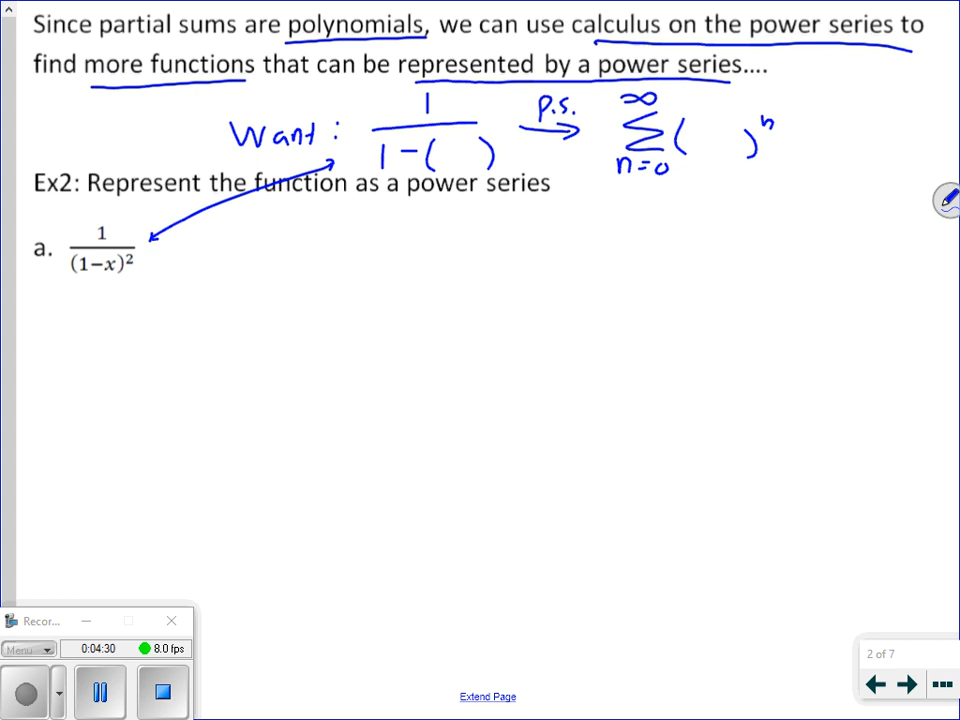 Since partial sums are polynomials, we can use calculus on the power series to
find more functions that can be represented by a power series....
Want: 1/(1-( )) p.s. → ∞ Σ n=0 ( )ⁿ
Ex2: Represent the function as a power series
a. 1/(1−x)²
Recor...
Menu 0:04:30 8.0 fps
2 of 7
Extend Page